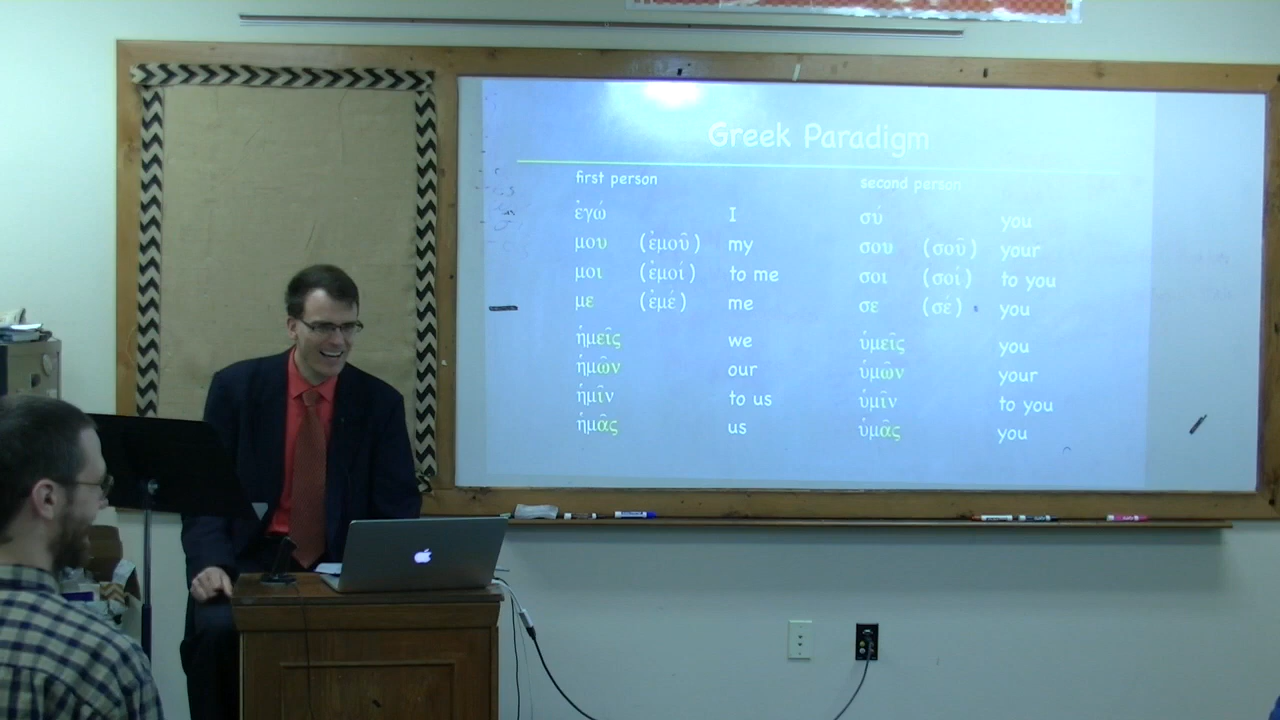 Greek Paradigm
first person second person
ἐγώ I σύ you
μου (ἐμοῦ) my σου (σοῦ) your
μοι (ἐμοί) to me σοι (σοί) to you
με (ἐμέ) me σε (σέ) you
ἡμεῖς we ὑμεῖς you
ἡμῶν our ὑμῶν your
ἡμῖν to us ὑμῖν to you
ἡμᾶς us ὑμᾶς you